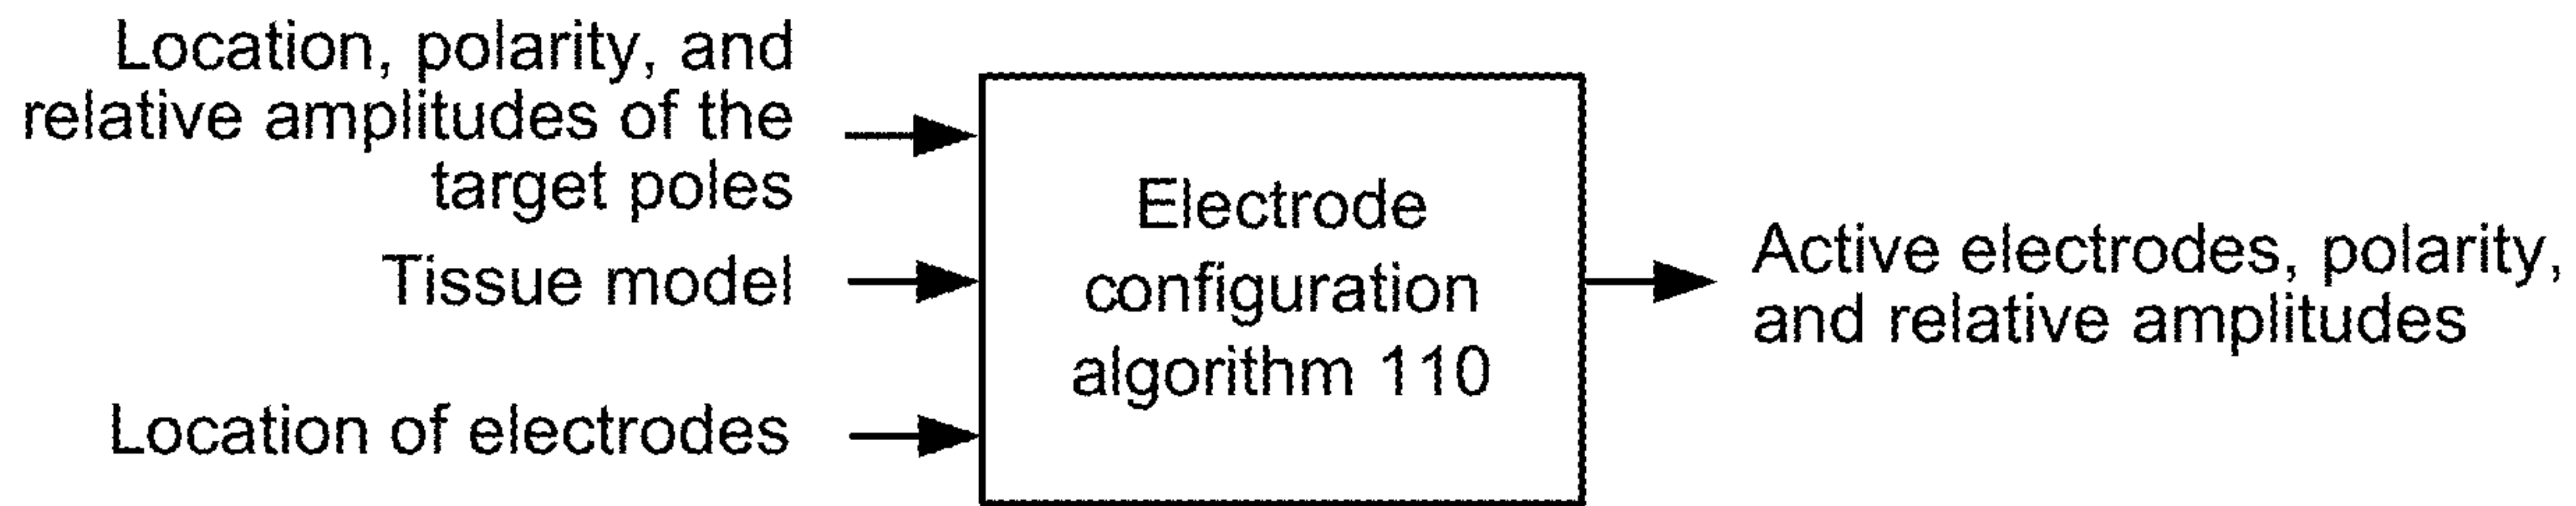 Location, polarity, and
relative amplitudes of the
target poles
Tissue model
Location of electrodes
Electrode
configuration
algorithm 110
Active electrodes, polarity,
and relative amplitudes